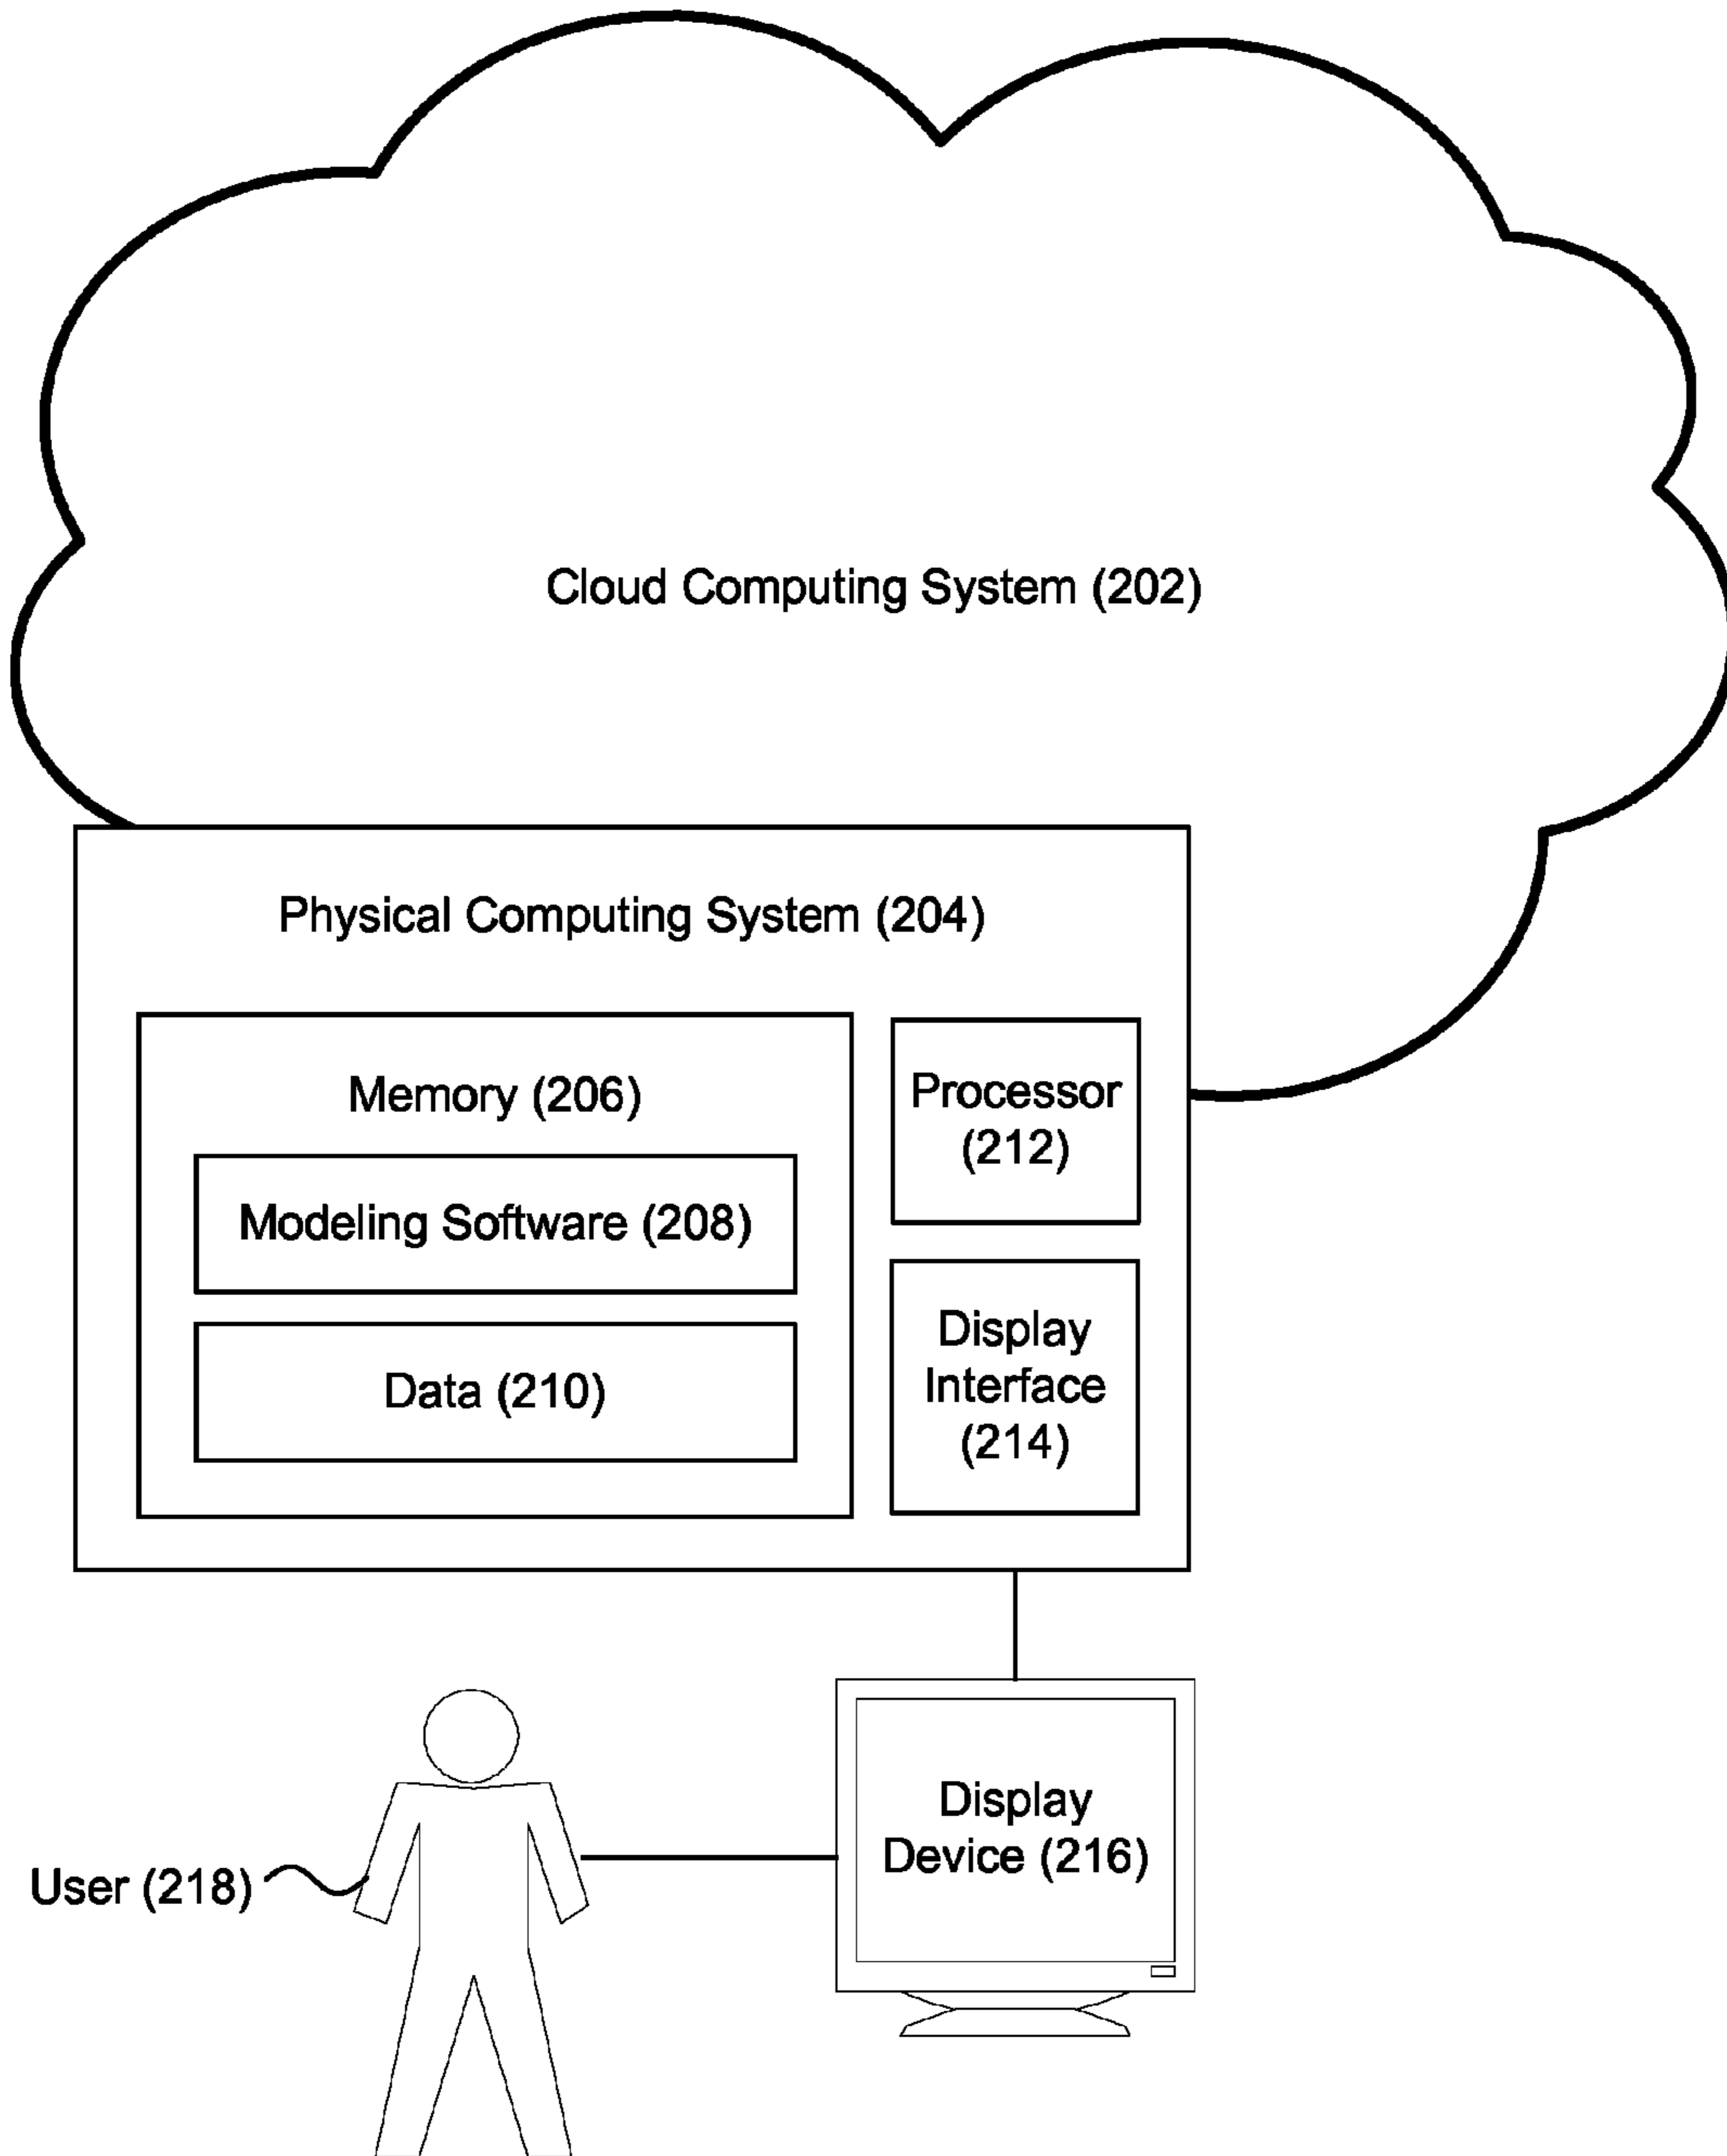 Cloud Computing System (202)
Physical Computing System (204)
Memory (206)
Modeling Software (208)
Data (210)
Processor
(212)
Display
Interface
(214)
Display
Device (216)
User (218)